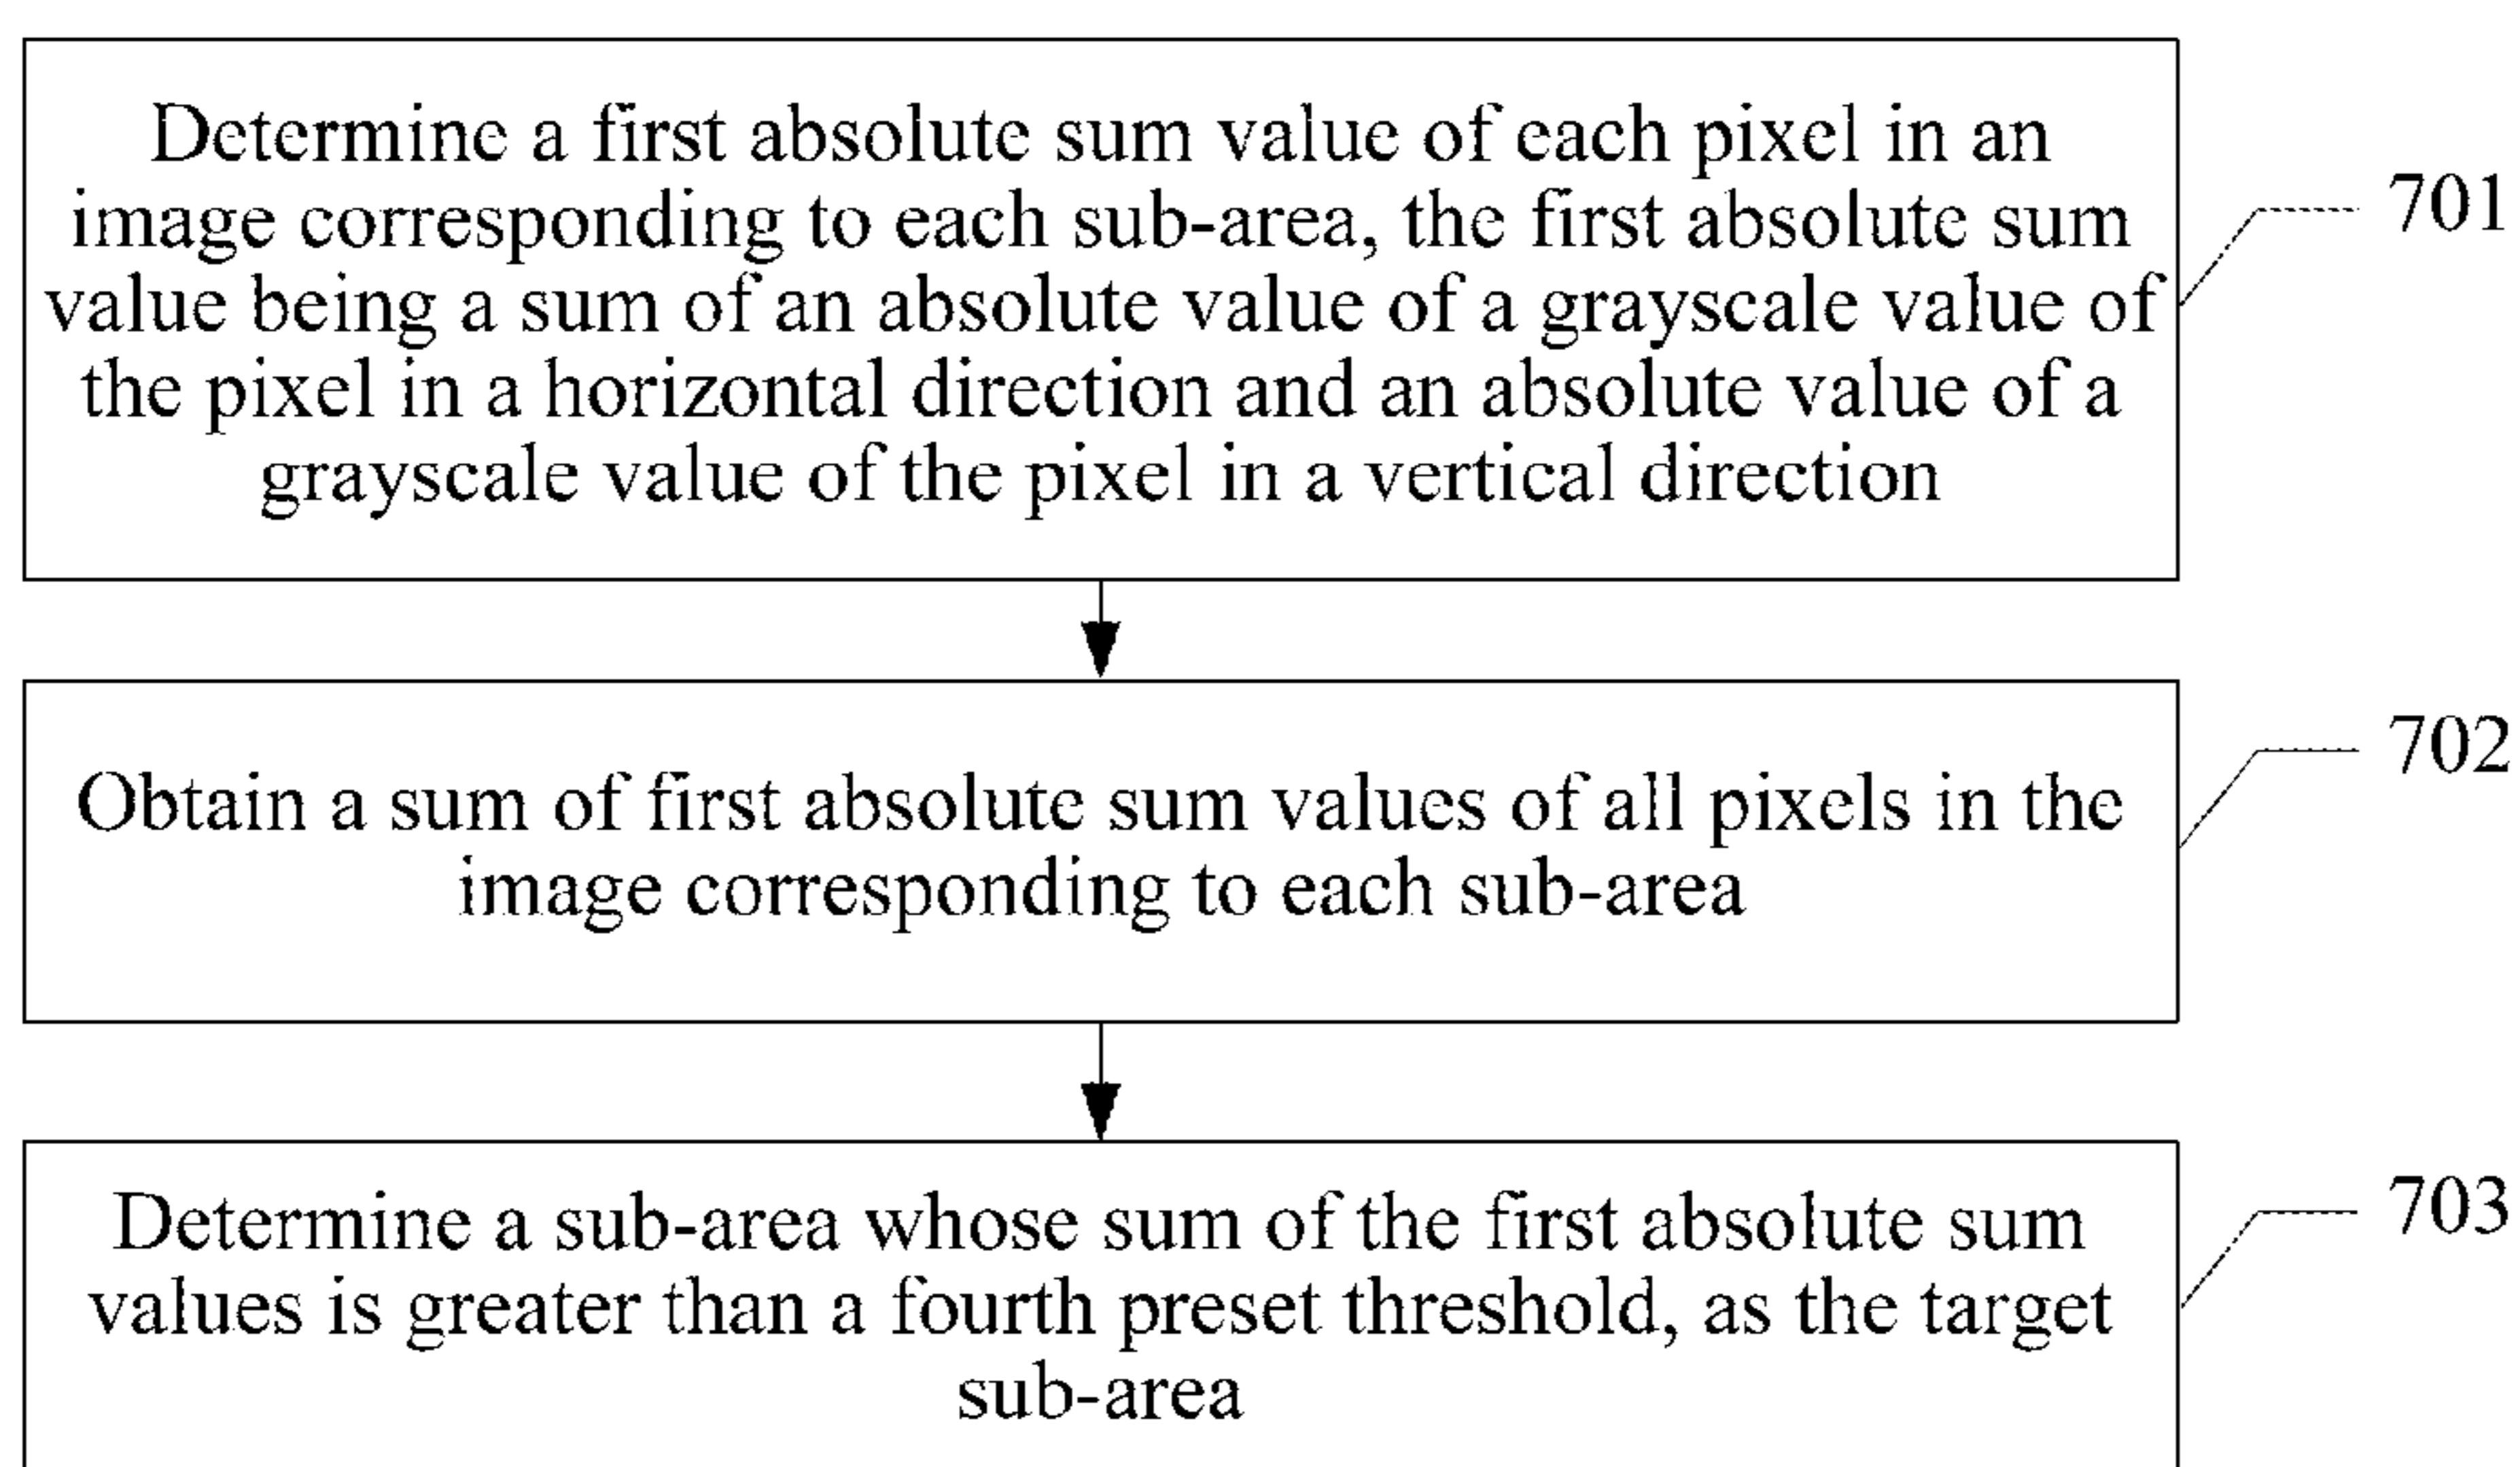 Determine a first absolute sum value of each pixel in an
image corresponding to each sub-area, the first absolute sum
value being a sum of an absolute value of a grayscale value of
the pixel in a horizontal direction and an absolute value of a
grayscale value of the pixel in a vertical direction
701
Obtain a sum of first absolute sum values of all pixels in the
image corresponding to each sub-area
702
Determine a sub-area whose sum of the first absolute sum
values is greater than a fourth preset threshold, as the target
sub-area
703